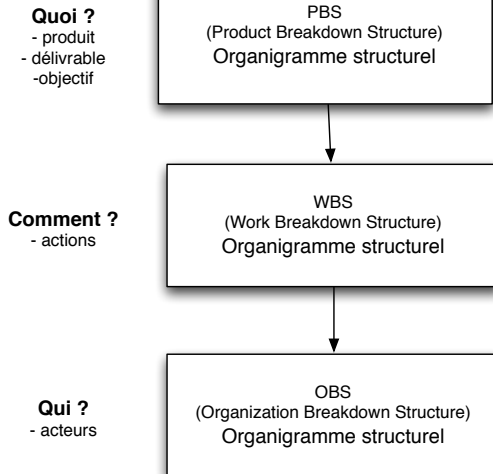 Quoi ?
- produit
- délivrable
-objectif
PBS
(Product Breakdown Structure)
Organigramme structurel
Comment ?
- actions
WBS
(Work Breakdown Structure)
Organigramme structurel
Qui ?
- acteurs
OBS
(Organization Breakdown Structure)
Organigramme structurel